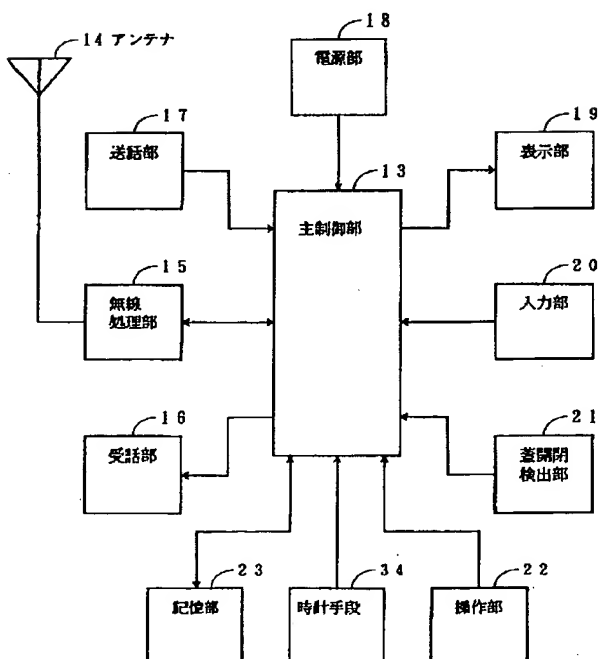 18
電源部
14 アンテナ
17
送話部
19
表示部
13
主制御部
15
無線
処理部
20
入力部
16
受話部
21
蓋開閉
検出部
23
記憶部
34
時計手段
22
操作部